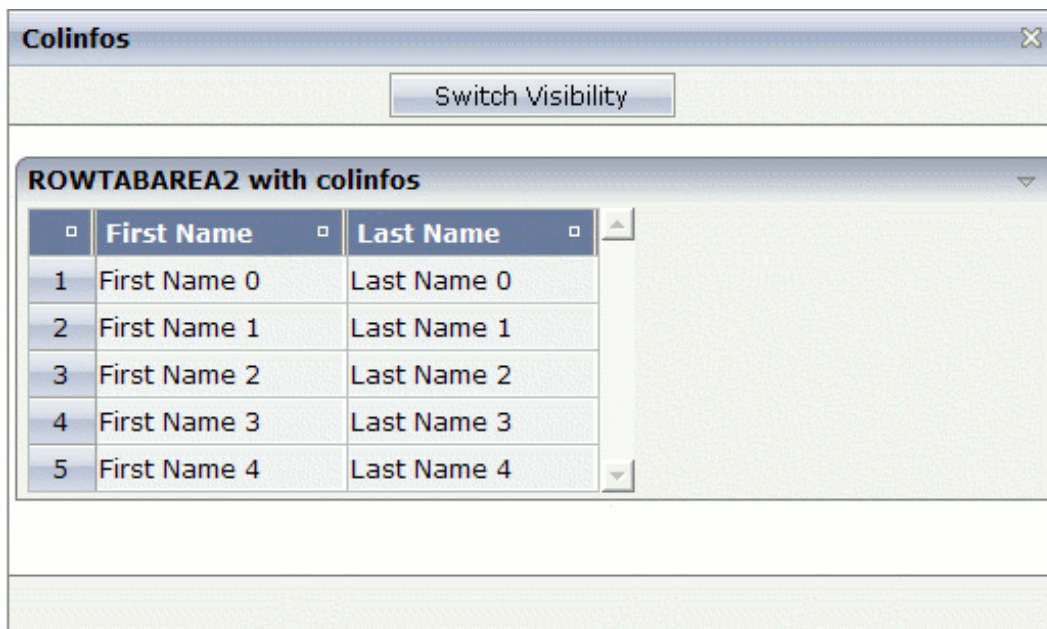 Colinfos
Switch Visibility
ROWTABAREA2 with colinfos
First Name Last Name
1 First Name 0 Last Name 0
2 First Name 1 Last Name 1
3 First Name 2 Last Name 2
4 First Name 3 Last Name 3
5 First Name 4 Last Name 4